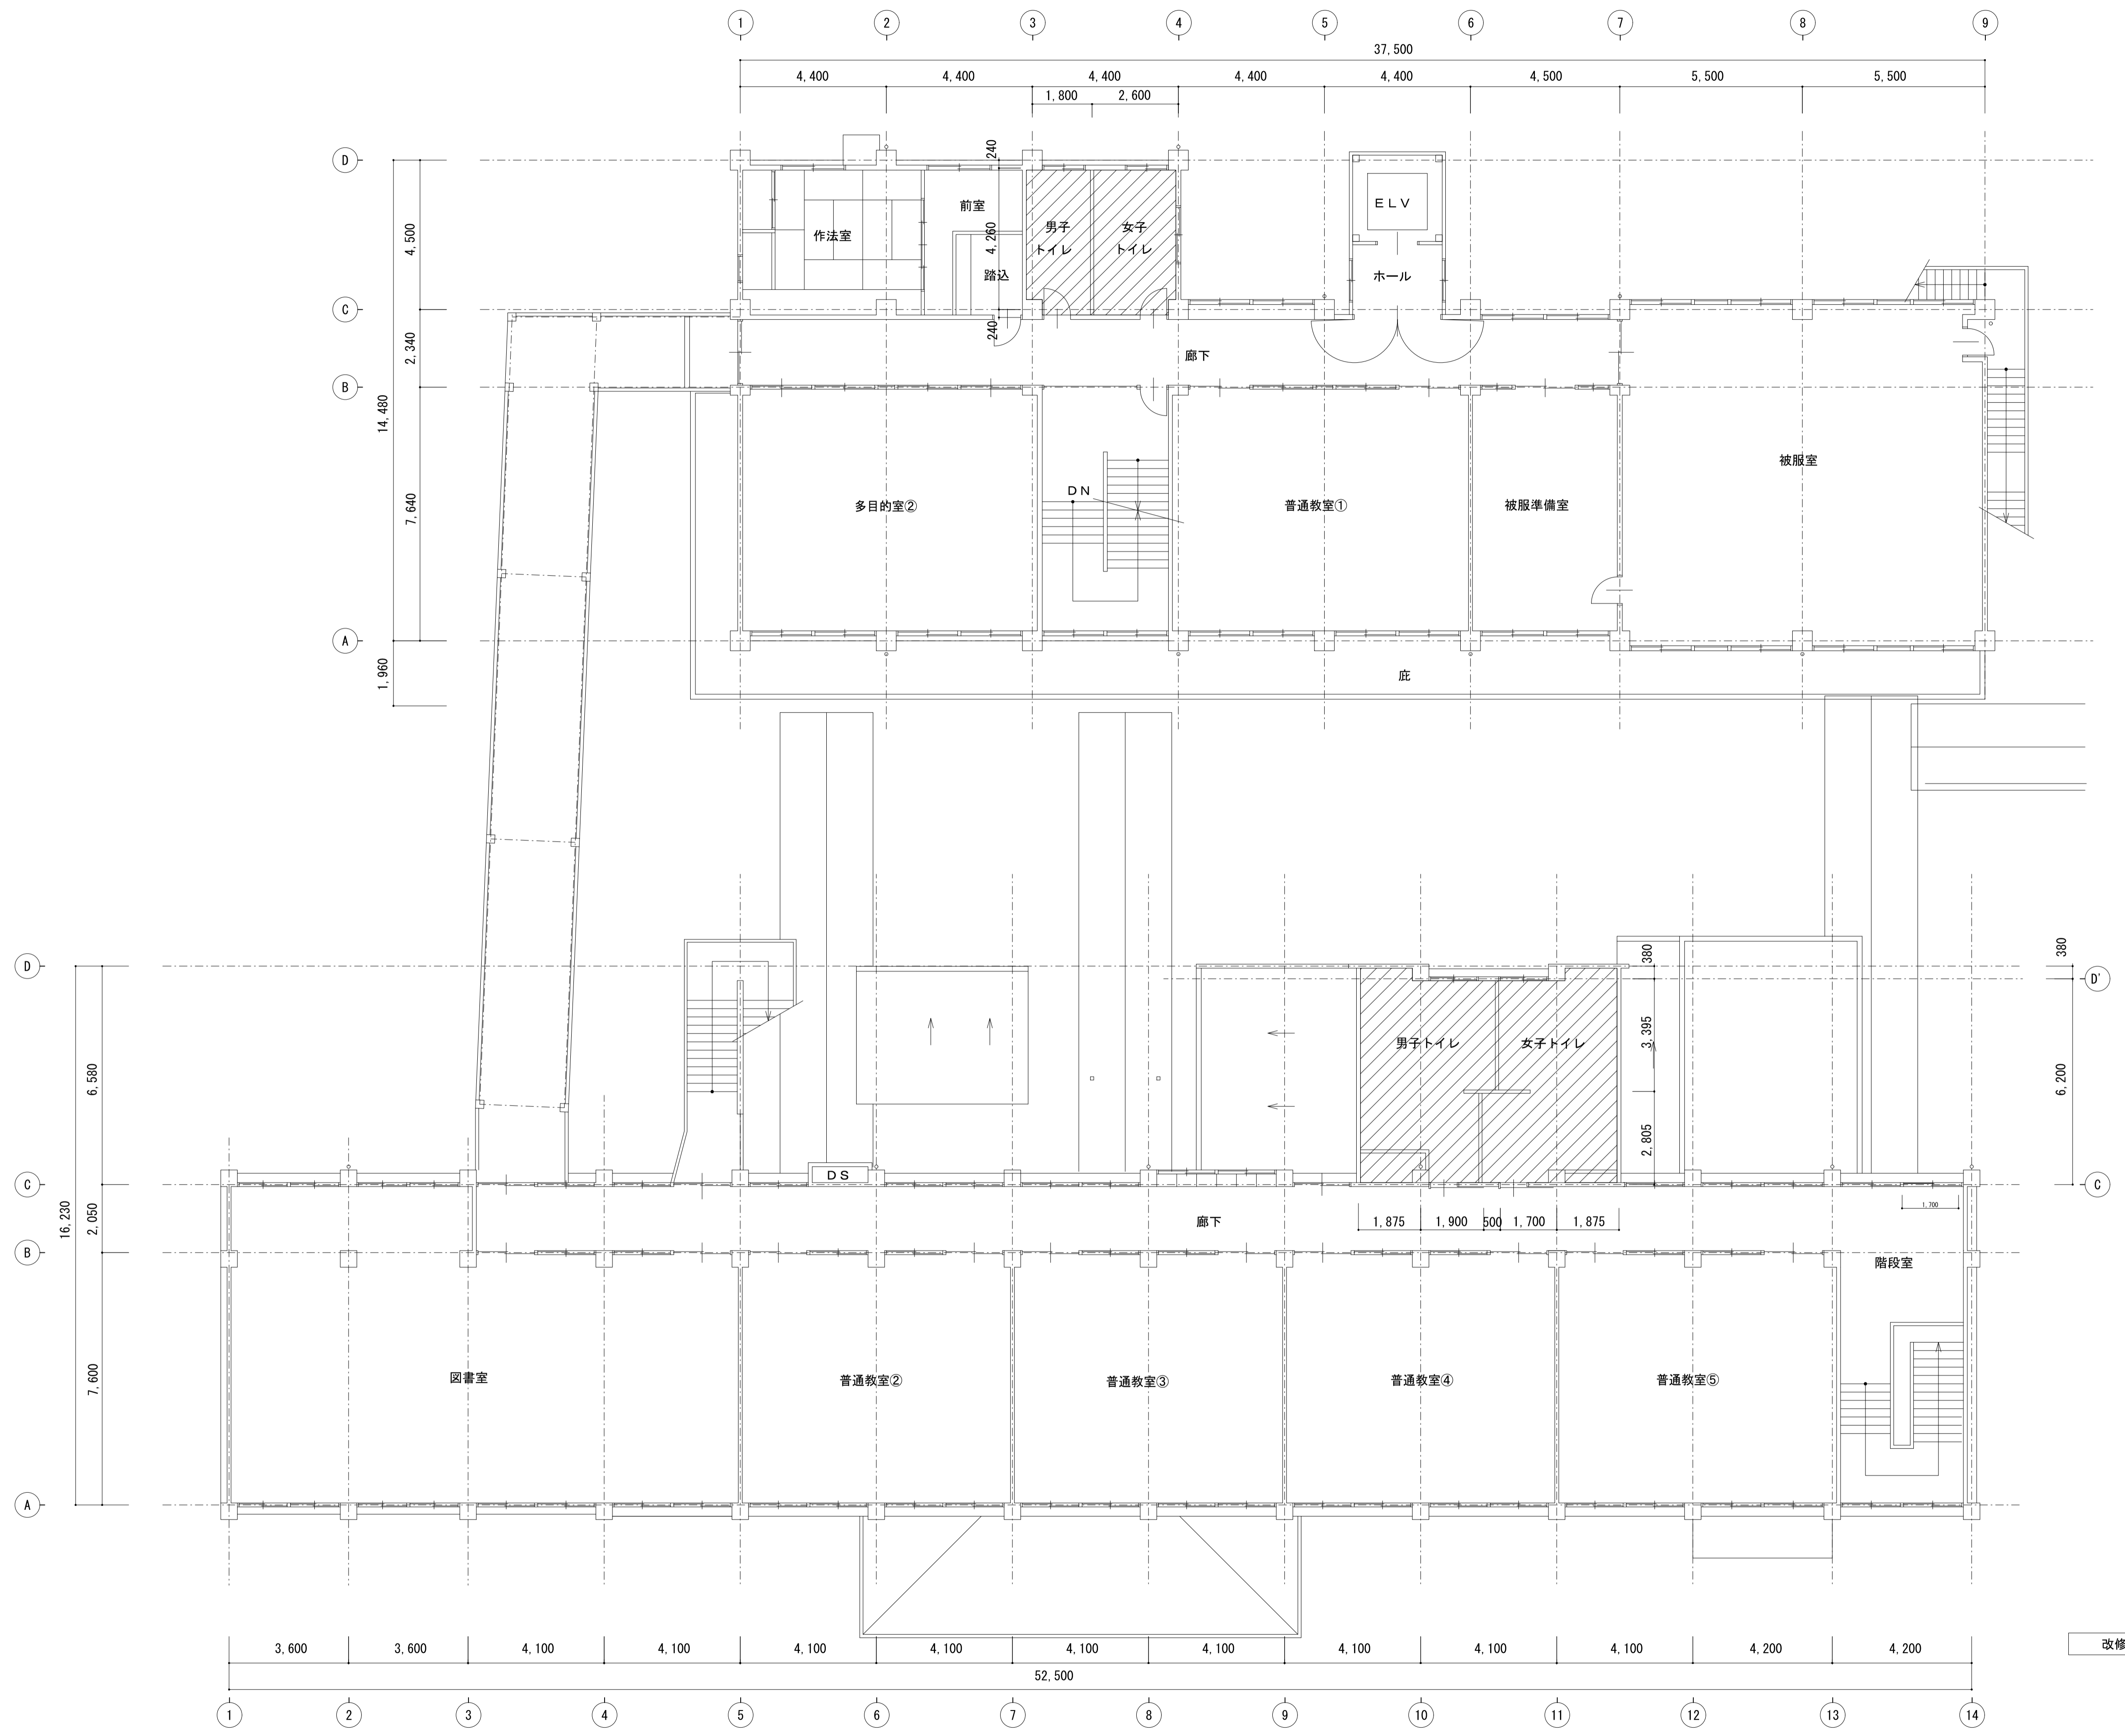 1 2 3 4 5 6 7 8 9
37,500
4,400 4,400 4,400 4,400 4,400 4,500 5,500 5,500
1,800 2,600
D
240
4,500
作法室
前室
踏込
4,260
男子
トイレ
女子
トイレ
ELV
ホール
C
240
2,340
廊下
B
14,480
7,640
多目的室②
DN
普通教室①
被服準備室
被服室
A
1,960
庇
D
380
380
D'
6,580
男子トイレ
女子トイレ
3,395
6,200
2,805
DS
C
C
16,230
2,050
廊下
1,875 1,900 500 1,700 1,875
1,700
B
階段室
7,600
図書室
普通教室②
普通教室③
普通教室④
普通教室⑤
A
3,600 3,600 4,100 4,100 4,100 4,100 4,100 4,100 4,100 4,100 4,100 4,200 4,200
52,500
1 2 3 4 5 6 7 8 9 10 11 12 13 14
改修